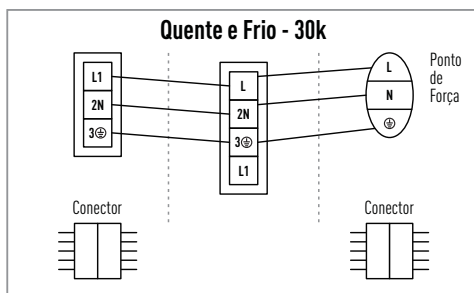 Quente e Frio - 30k
L1
2N
3⏚
L
2N
3⏚
L1
L
N
⏚
Ponto
de
Força
Conector
Conector